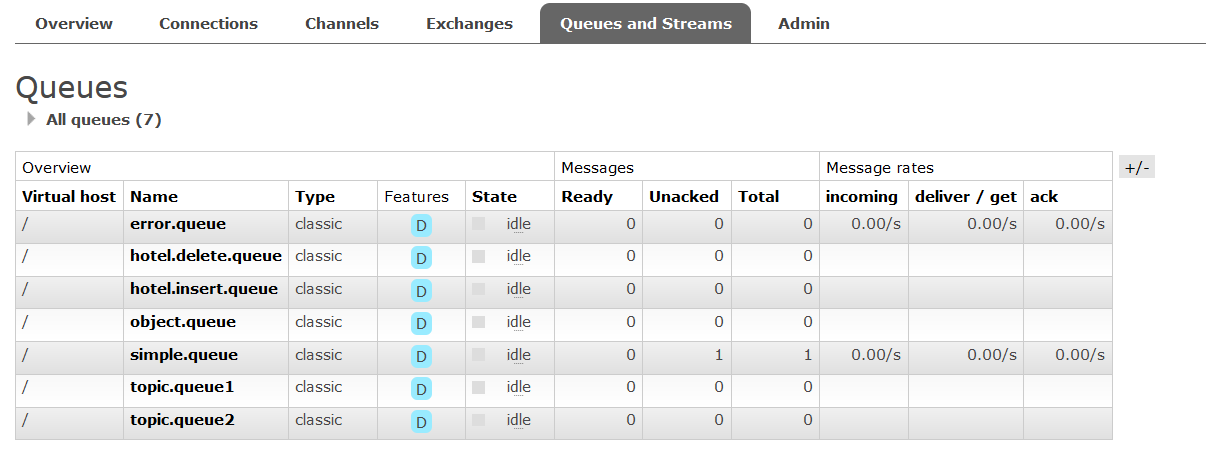 Overview Connections Channels Exchanges Queues and Streams Admin
Queues
All queues (7)
Overview Messages Message rates +/-
Virtual host Name Type Features State Ready Unacked Total incoming deliver / get ack
/ error.queue classic D idle 0 0 0 0.00/s 0.00/s 0.00/s
/ hotel.delete.queue classic D idle 0 0 0
/ hotel.insert.queue classic D idle 0 0 0
/ object.queue classic D idle 0 0 0
/ simple.queue classic D idle 0 1 1 0.00/s 0.00/s 0.00/s
/ topic.queue1 classic D idle 0 0 0
/ topic.queue2 classic D idle 0 0 0